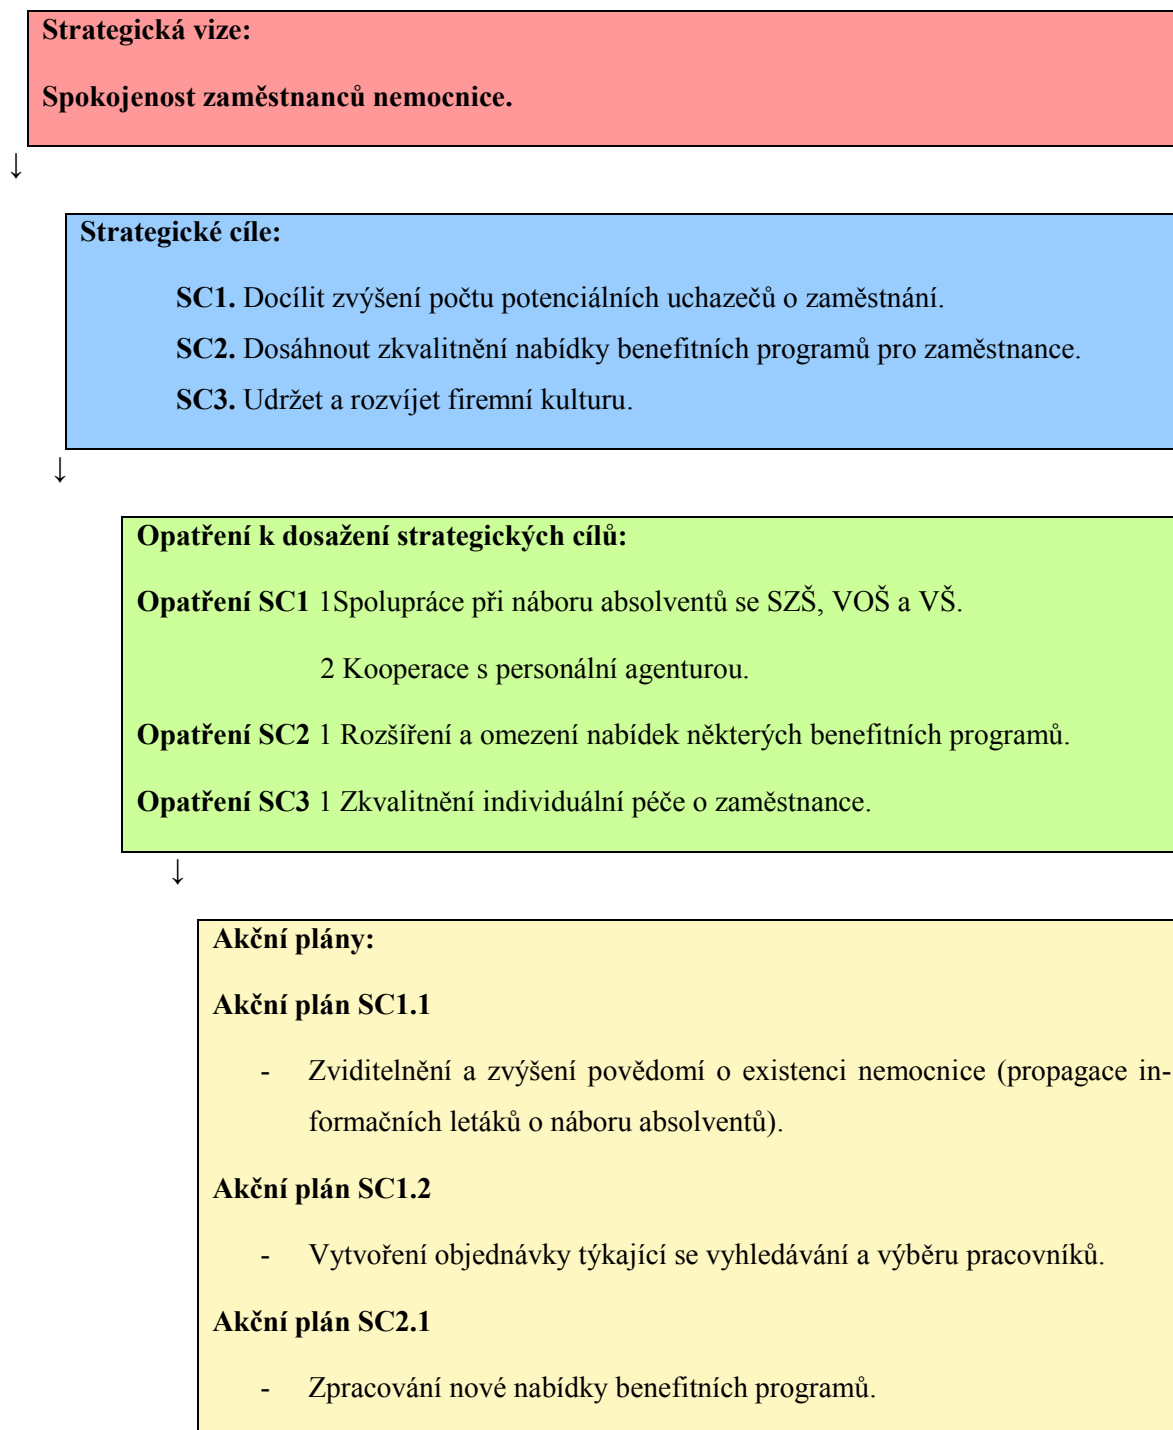 Strategická vize:
Spokojenost zaměstnanců nemocnice.
↓
Strategické cíle:
SC1. Docílit zvýšení počtu potenciálních uchazečů o zaměstnání.
SC2. Dosáhnout zkvalitnění nabídky benefitních programů pro zaměstnance.
SC3. Udržet a rozvíjet firemní kulturu.
↓
Opatření k dosažení strategických cílů:
Opatření SC1 1Spolupráce při náboru absolventů se SZŠ, VOŠ a VŠ.
2 Kooperace s personální agenturou.
Opatření SC2 1 Rozšíření a omezení nabídek některých benefitních programů.
Opatření SC3 1 Zkvalitnění individuální péče o zaměstnance.
↓
Akční plány:
Akční plán SC1.1
- Zviditelnění a zvýšení povědomí o existenci nemocnice (propagace in-
formačních letáků o náboru absolventů).
Akční plán SC1.2
- Vytvoření objednávky týkající se vyhledávání a výběru pracovníků.
Akční plán SC2.1
- Zpracování nové nabídky benefitních programů.